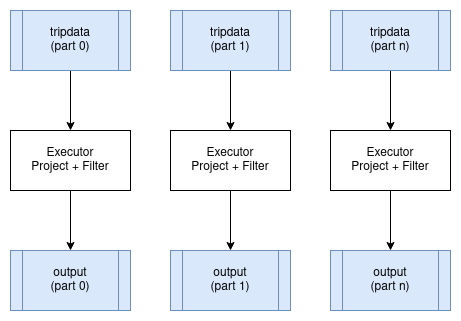 tripdata
(part 0)
tripdata
(part 1)
tripdata
(part n)
Executor
Project + Filter
Executor
Project + Filter
Executor
Project + Filter
output
(part 0)
output
(part 1)
output
(part n)